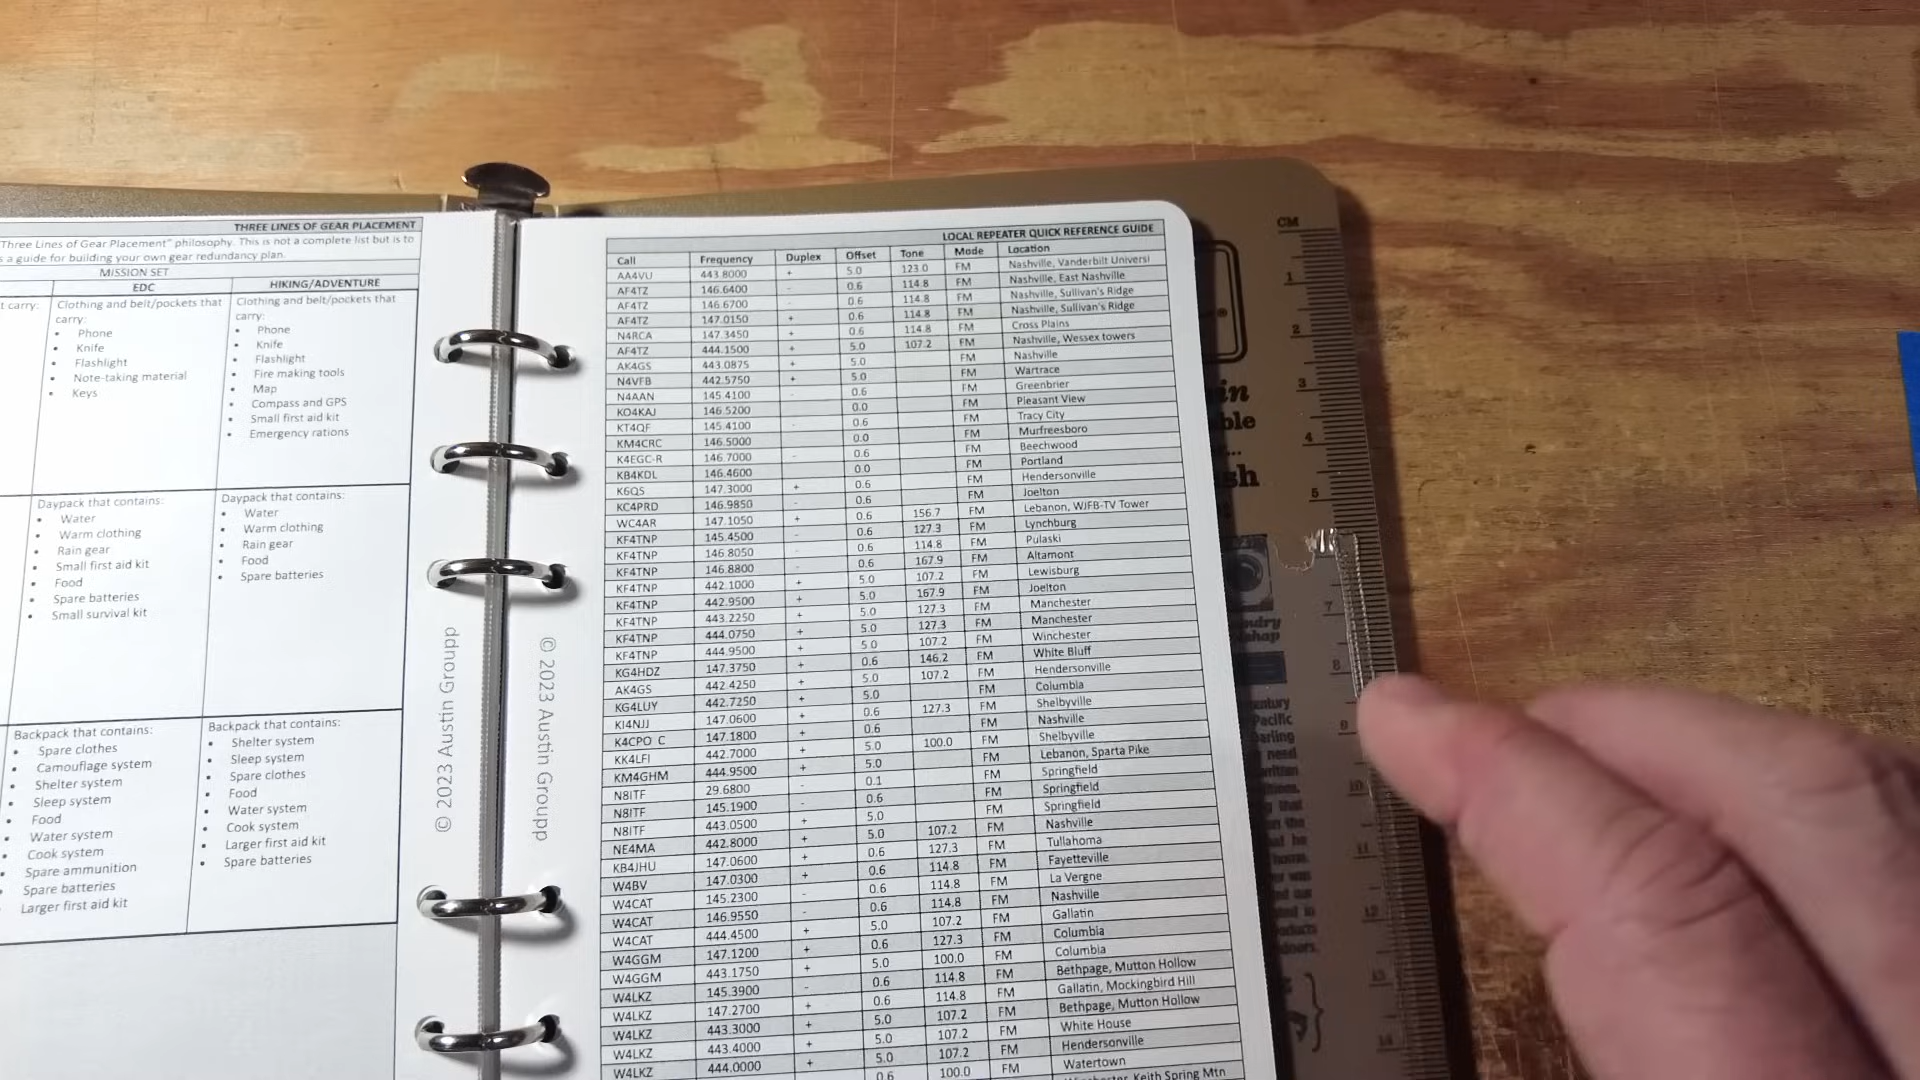 THREE LINES OF GEAR PLACEMENT
Three Lines of Gear Placement" philosophy. This is not a complete list but is to
s a guide for building your own gear redundancy plan.
MISSION SET
EDC
HIKING/ADVENTURE
t carry:
Clothing and belt/pockets that
carry:
• Phone
• Knife
• Flashlight
• Note-taking material
• Keys
Clothing and belt/pockets that
carry:
• Phone
• Knife
• Flashlight
• Fire making tools
• Map
• Compass and GPS
• Small first aid kit
• Emergency rations
Daypack that contains:
• Water
• Warm clothing
• Rain gear
• Small first aid kit
• Food
• Spare batteries
• Small survival kit
Daypack that contains:
• Water
• Warm clothing
• Rain gear
• Food
• Spare batteries
Backpack that contains:
• Spare clothes
• Camouflage system
• Shelter system
• Sleep system
• Food
• Water system
• Cook system
• Spare ammunition
• Spare batteries
• Larger first aid kit
Backpack that contains:
• Shelter system
• Sleep system
• Spare clothes
• Food
• Water system
• Cook system
• Larger first aid kit
• Spare batteries
© 2023 Austin Groupp
© 2023 Austin Groupp
LOCAL REPEATER QUICK REFERENCE GUIDE
Call Frequency Duplex Offset Tone Mode Location
AA4VU 443.8000 + 5.0 123.0 FM Nashville, Vanderbilt Universi
AF4TZ 146.6400 - 0.6 114.8 FM Nashville, East Nashville
AF4TZ 146.6700 - 0.6 114.8 FM Nashville, Sullivan's Ridge
AF4TZ 147.0150 + 0.6 114.8 FM Nashville, Sullivan's Ridge
N4RCA 147.3450 + 0.6 114.8 FM Cross Plains
AF4TZ 444.1500 + 5.0 107.2 FM Nashville, Wessex towers
AK4GS 443.0875 + 5.0 FM Nashville
N4VFB 442.5750 + 5.0 FM Wartrace
N4AAN 145.4100 - 0.6 FM Greenbrier
KO4KAJ 146.5200 0.0 FM Pleasant View
KT4QF 145.4100 - 0.6 FM Tracy City
KM4CRC 146.5000 0.0 FM Murfreesboro
K4EGC-R 146.7000 - 0.6 FM Beechwood
KB4KDL 146.4600 0.0 FM Portland
K6QS 147.3000 + 0.6 FM Hendersonville
KC4PRD 146.9850 - 0.6 FM Joelton
WC4AR 147.1050 + 0.6 156.7 FM Lebanon, WJFB-TV Tower
KF4TNP 145.4500 - 0.6 127.3 FM Lynchburg
KF4TNP 146.8050 - 0.6 114.8 FM Pulaski
KF4TNP 146.8800 - 0.6 167.9 FM Altamont
KF4TNP 442.1000 + 5.0 107.2 FM Lewisburg
KF4TNP 442.9500 + 5.0 167.9 FM Joelton
KF4TNP 443.2250 + 5.0 127.3 FM Manchester
KF4TNP 444.0750 + 5.0 127.3 FM Manchester
KF4TNP 444.9500 + 5.0 107.2 FM Winchester
KG4HDZ 147.3750 + 0.6 146.2 FM White Bluff
AK4GS 442.4250 + 5.0 107.2 FM Hendersonville
KG4LUY 442.7250 + 5.0 FM Columbia
KI4NJJ 147.0600 + 0.6 127.3 FM Shelbyville
K4CPO C 147.1800 + 0.6 FM Nashville
KK4LFI 442.7000 + 5.0 100.0 FM Shelbyville
KM4GHM 444.9500 + 5.0 FM Lebanon, Sparta Pike
N8ITF 29.6800 - 0.1 FM Springfield
N8ITF 145.1900 - 0.6 FM Springfield
N8ITF 443.0500 + 5.0 FM Springfield
NE4MA 442.8000 + 5.0 107.2 FM Nashville
KB4JHU 147.0600 + 0.6 127.3 FM Tullahoma
W4BV 147.0300 + 0.6 114.8 FM Fayetteville
W4CAT 145.2300 - 0.6 114.8 FM La Vergne
W4CAT 146.9550 - 0.6 114.8 FM Nashville
W4CAT 444.4500 + 5.0 107.2 FM Gallatin
W4GGM 147.1200 + 0.6 127.3 FM Columbia
W4GGM 443.1750 + 5.0 100.0 FM Columbia
W4LKZ 145.3900 - 0.6 114.8 FM Bethpage, Mutton Hollow
W4LKZ 147.2700 + 0.6 114.8 FM Gallatin, Mockingbird Hill
W4LKZ 443.3000 + 5.0 107.2 FM Bethpage, Mutton Hollow
W4LKZ 443.4000 + 5.0 107.2 FM White House
W4LKZ 444.0000 + 5.0 107.2 FM Hendersonville
0.6 100.0 FM Watertown
Keith Spring Mtn
CM
1
2
3
4
5
7
8
9
10
11
12
13
14